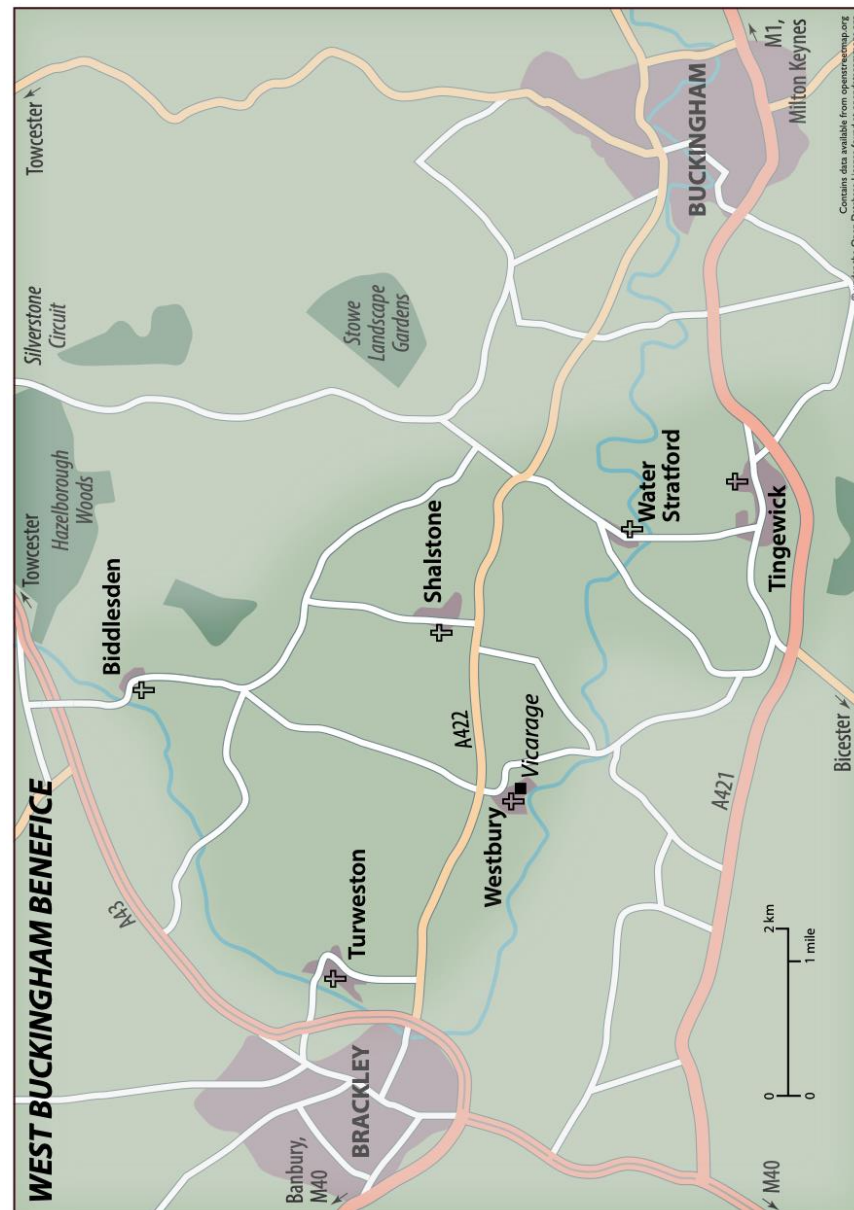 WEST BUCKINGHAM BENEFICE
Towcester
Silverstone
Circuit
Towcester
Hazelborough
Woods
A43
Biddlesden
Stowe
Landscape
Gardens
Turweston
Shalstone
BRACKLEY
Banbury,
M40
A422
Westbury
Vicarage
Water
Stratford
BUCKINGHAM
Tingewick
A421
Bicester
M1,
Milton Keynes
M40
0
2 km
0
1 mile
Contains data available from openstreetmap.org